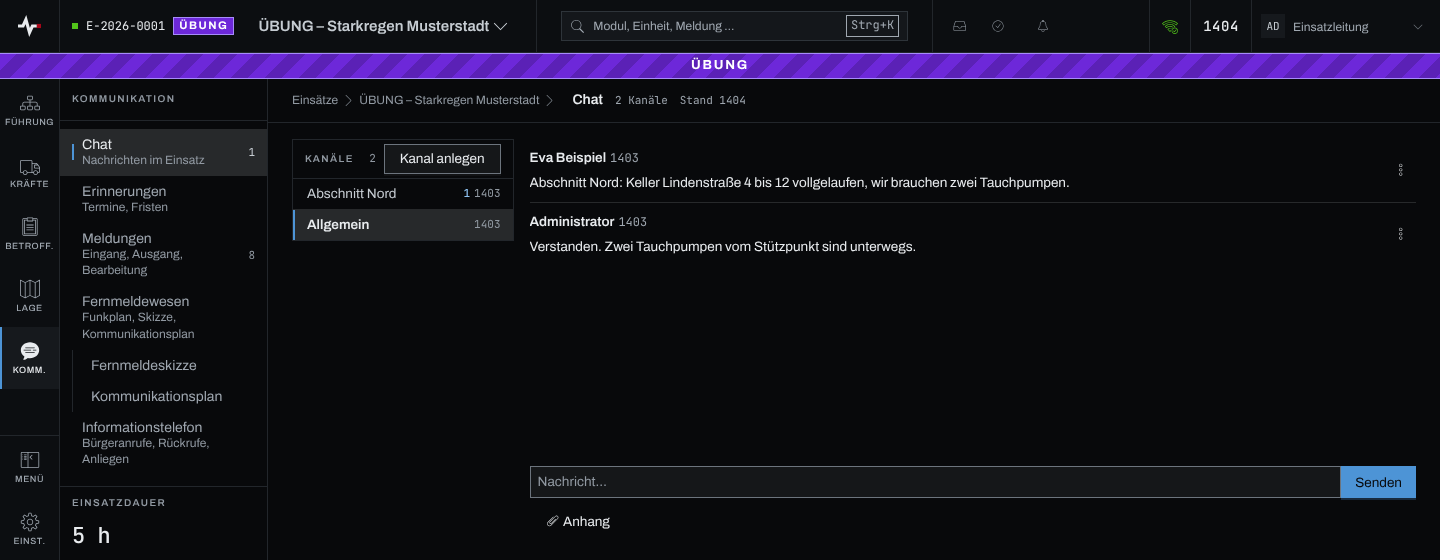 E-2026-0001 ÜBUNG ÜBUNG – Starkregen Musterstadt Modul, Einheit, Meldung ... Strg+K 1404 AD Einsatzleitung
ÜBUNG
FÜHRUNG
KRÄFTE
BETROFF.
LAGE
KOMM.
MENÜ
EINST.
KOMMUNIKATION
Chat
Nachrichten im Einsatz
1
Erinnerungen
Termine, Fristen
Meldungen
Eingang, Ausgang,
Bearbeitung
8
Fernmeldewesen
Funkplan, Skizze,
Kommunikationsplan
Fernmeldeskizze
Kommunikationsplan
Informationstelefon
Bürgeranrufe, Rückrufe,
Anliegen
EINSATZDAUER
5 h
Einsätze ÜBUNG – Starkregen Musterstadt Chat 2 Kanäle Stand 1404
KANÄLE 2 Kanal anlegen
Abschnitt Nord 1 1403
Allgemein 1403
Eva Beispiel 1403
Abschnitt Nord: Keller Lindenstraße 4 bis 12 vollgelaufen, wir brauchen zwei Tauchpumpen.
Administrator 1403
Verstanden. Zwei Tauchpumpen vom Stützpunkt sind unterwegs.
Nachricht... Senden
Anhang